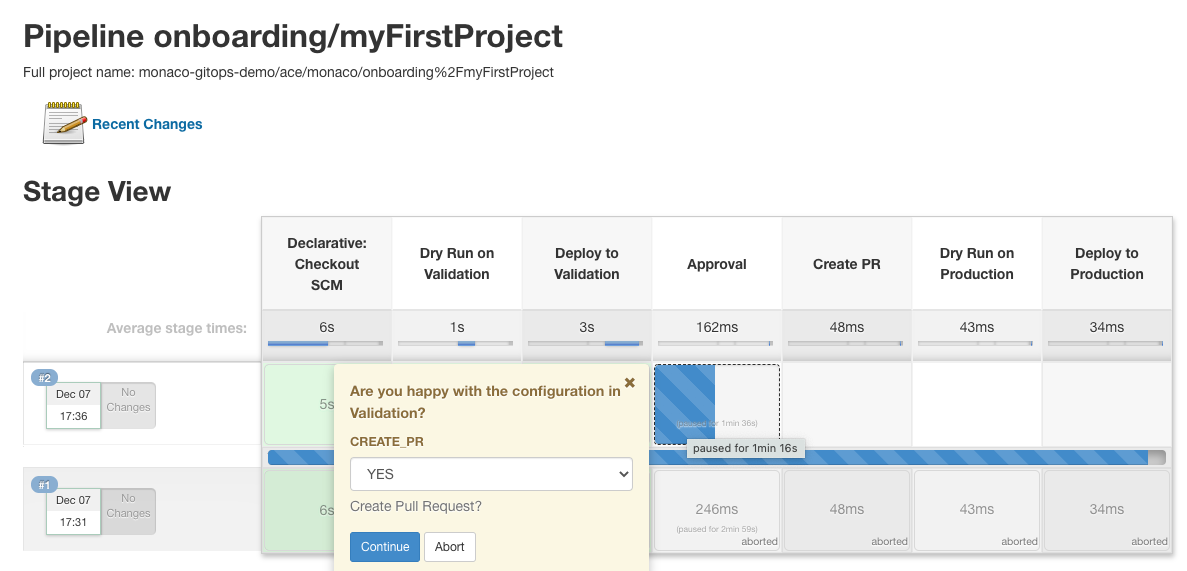 Pipeline onboarding/myFirstProject
Full project name: monaco-gitops-demo/ace/monaco/onboarding%2FmyFirstProject
Recent Changes
Stage View
Declarative: Checkout SCM
Dry Run on Validation
Deploy to Validation
Approval
Create PR
Dry Run on Production
Deploy to Production
Average stage times:
6s
1s
3s
162ms
48ms
43ms
34ms
#2
Dec 07
17:36
No Changes
5s
(paused for 1min 36s)
paused for 1min 16s
Are you happy with the configuration in
Validation?
CREATE_PR
YES
Create Pull Request?
Continue
Abort
#1
Dec 07
17:31
No Changes
6s
246ms
(paused for 2min 59s)
aborted
48ms
aborted
43ms
aborted
34ms
aborted